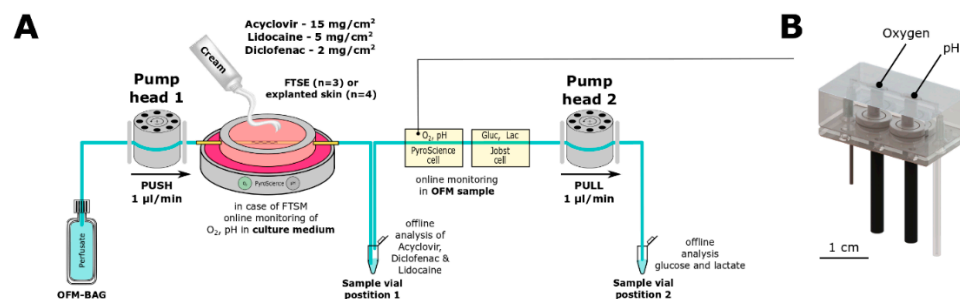 A
Acyclovir - 15 mg/cm²
Lidocaine - 5 mg/cm²
Diclofenac - 2 mg/cm²
Cream
FTSE (n=3) or
explanted skin (n=4)
Pump
head 1
PUSH
1 µl/min
Perfusate
OFM-BAG
PyroScience
in case of FTSM
online monitoring of
O₂, pH in culture medium
O₂, pH
PyroScience
cell
Gluc, Lac
Jobst
cell
online monitoring
in OFM sample
offline
analysis of
Acyclovir,
Diclofenac &
Lidocaine
Sample vial
postition 1
Pump
head 2
PULL
1 µl/min
offline
analysis
glucose and lactate
Sample vial
postition 2
B
Oxygen
pH
1 cm